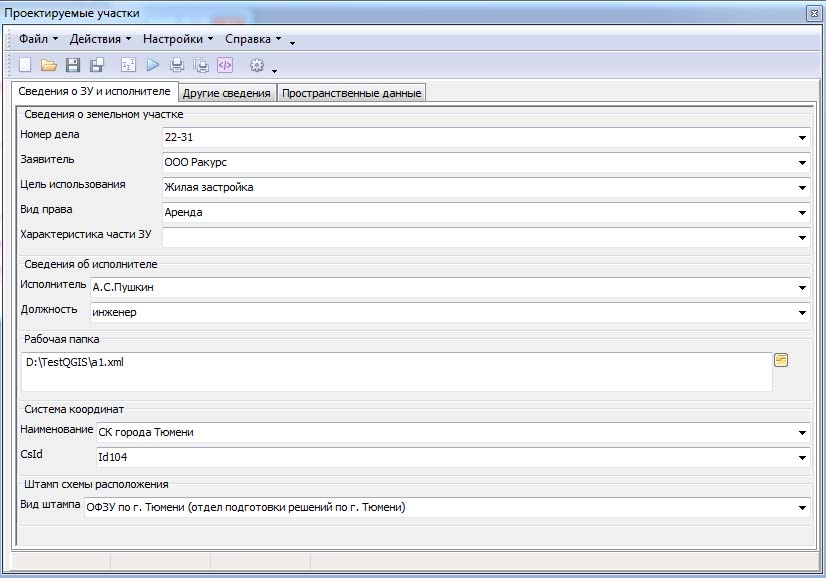 Проектируемые участки
Файл Действия Настройки Справка
Сведения о ЗУ и исполнителе Другие сведения Пространственные данные
Сведения о земельном участке
Номер дела 22-31
Заявитель ООО Ракурс
Цель использования Жилая застройка
Вид права Аренда
Характеристика части ЗУ
Сведения об исполнителе
Исполнитель А.С.Пушкин
Должность инженер
Рабочая папка
D:\TestQGIS\a1.xml
Система координат
Наименование СК города Тюмени
CsId Id104
Штамп схемы расположения
Вид штампа ОФЗУ по г. Тюмени (отдел подготовки решений по г. Тюмени)